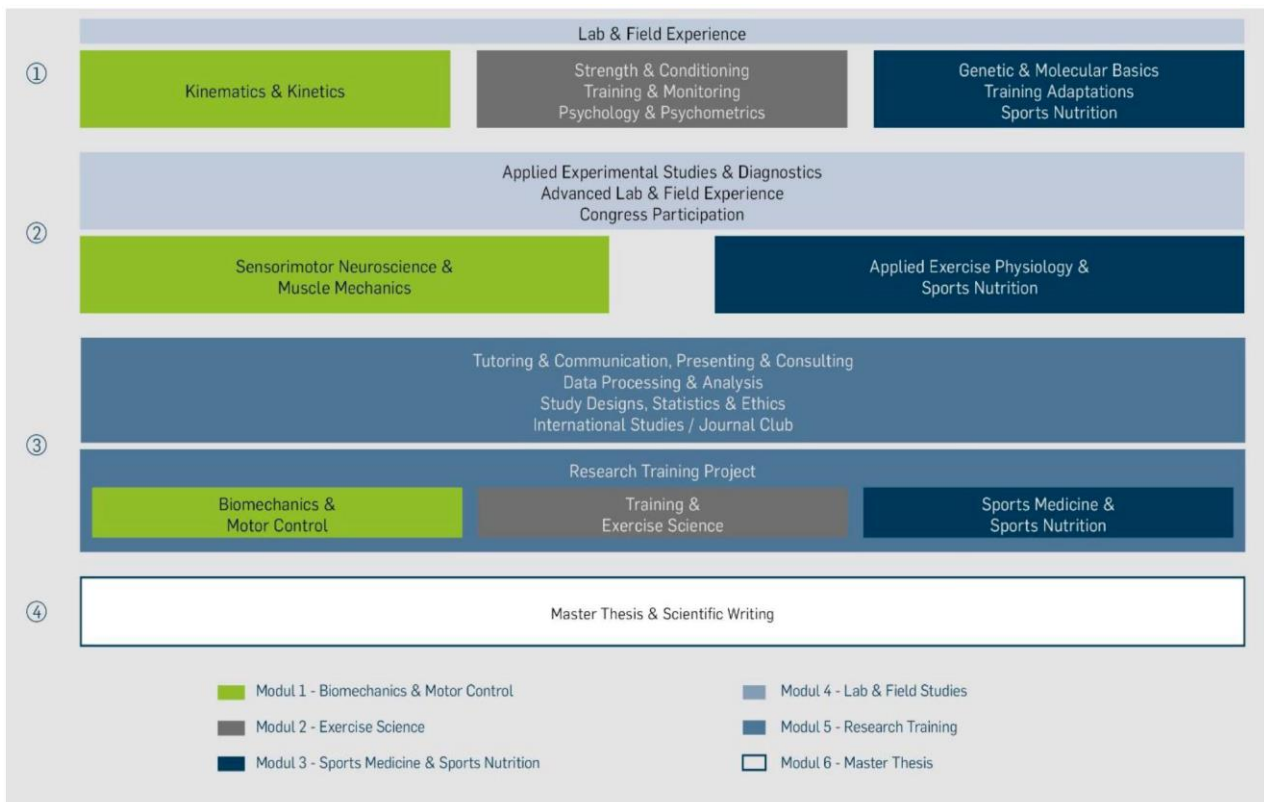 ①
Lab & Field Experience
Kinematics & Kinetics
Strength & Conditioning
Training & Monitoring
Psychology & Psychometrics
Genetic & Molecular Basics
Training Adaptations
Sports Nutrition
②
Applied Experimental Studies & Diagnostics
Advanced Lab & Field Experience
Congress Participation
Sensorimotor Neuroscience &
Muscle Mechanics
Applied Exercise Physiology &
Sports Nutrition
③
Tutoring & Communication, Presenting & Consulting
Data Processing & Analysis
Study Designs, Statistics & Ethics
International Studies / Journal Club
Research Training Project
Biomechanics &
Motor Control
Training &
Exercise Science
Sports Medicine &
Sports Nutrition
④
Master Thesis & Scientific Writing
Modul 1 - Biomechanics & Motor Control
Modul 2 - Exercise Science
Modul 3 - Sports Medicine & Sports Nutrition
Modul 4 - Lab & Field Studies
Modul 5 - Research Training
Modul 6 - Master Thesis